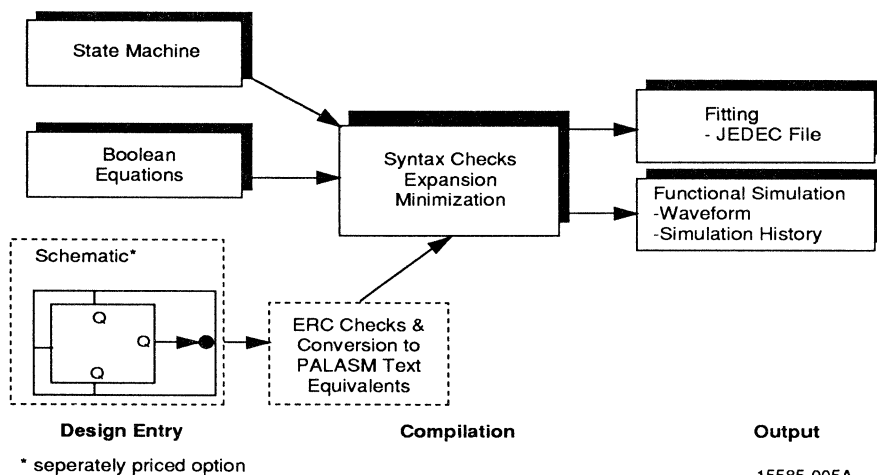 State Machine
Boolean
Equations
Schematic*
Q
Q
Q
ERC Checks &
Conversion to
PALASM Text
Equivalents
Syntax Checks
Expansion
Minimization
Fitting
- JEDEC File
Functional Simulation
-Waveform
-Simulation History
Design Entry
Compilation
Output
* seperately priced option
15585-005A